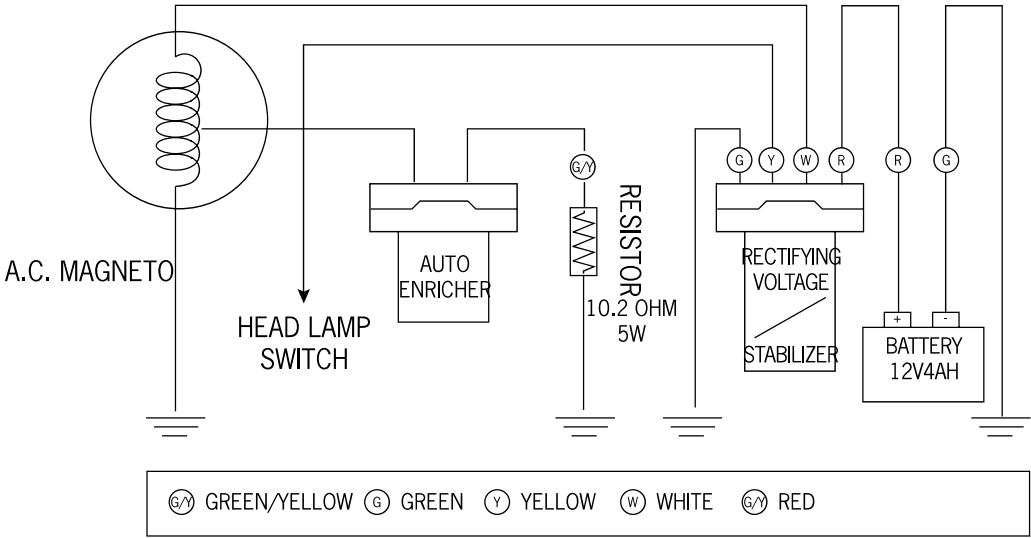 G
Y
W
R
R
G
G/Y
A.C. MAGNETO
HEAD LAMP
SWITCH
AUTO
ENRICHER
RESISTOR
10.2 OHM
5W
RECTIFYING
VOLTAGE
STABILIZER
+
-
BATTERY
12V4AH
G/Y GREEN/YELLOW G GREEN Y YELLOW W WHITE G/Y RED